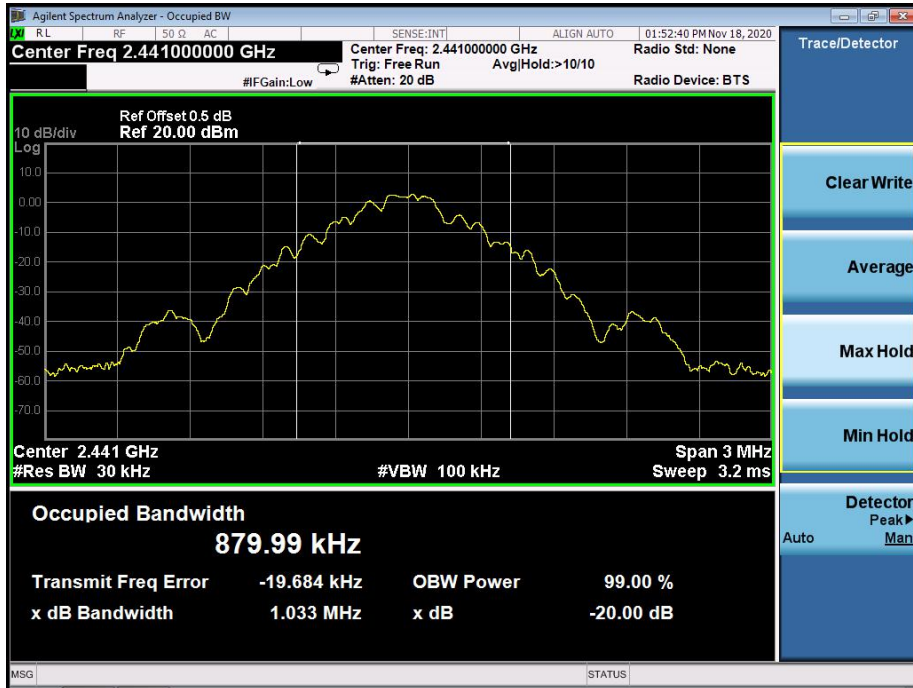 Agilent Spectrum Analyzer - Occupied BW
LXI RL RF 50 Ω AC SENSE:INT ALIGN AUTO 01:52:40 PM Nov 18, 2020
Center Freq 2.441000000 GHz Center Freq: 2.441000000 GHz Radio Std: None Trace/Detector
Trig: Free Run Avg|Hold:>10/10
#IFGain:Low #Atten: 20 dB Radio Device: BTS
Ref Offset 0.5 dB
10 dB/div Ref 20.00 dBm
Log
10.0
0.00
-10.0
-20.0
-30.0
-40.0
-50.0
-60.0
-70.0
Center 2.441 GHz Span 3 MHz
#Res BW 30 kHz #VBW 100 kHz Sweep 3.2 ms
Clear Write
Average
Max Hold
Min Hold
Detector
Peak▶
Auto Man
Occupied Bandwidth
879.99 kHz
Transmit Freq Error -19.684 kHz OBW Power 99.00 %
x dB Bandwidth 1.033 MHz x dB -20.00 dB
MSG STATUS